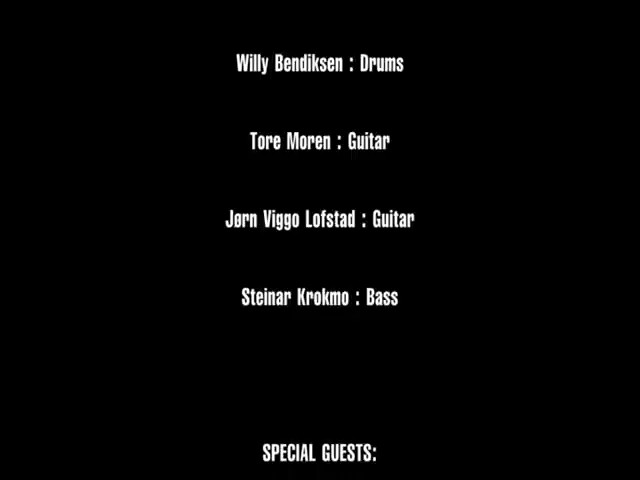 Willy Bendiksen : Drums
Tore Moren : Guitar
Jørn Viggo Lofstad : Guitar
Steinar Krokmo : Bass
SPECIAL GUESTS: